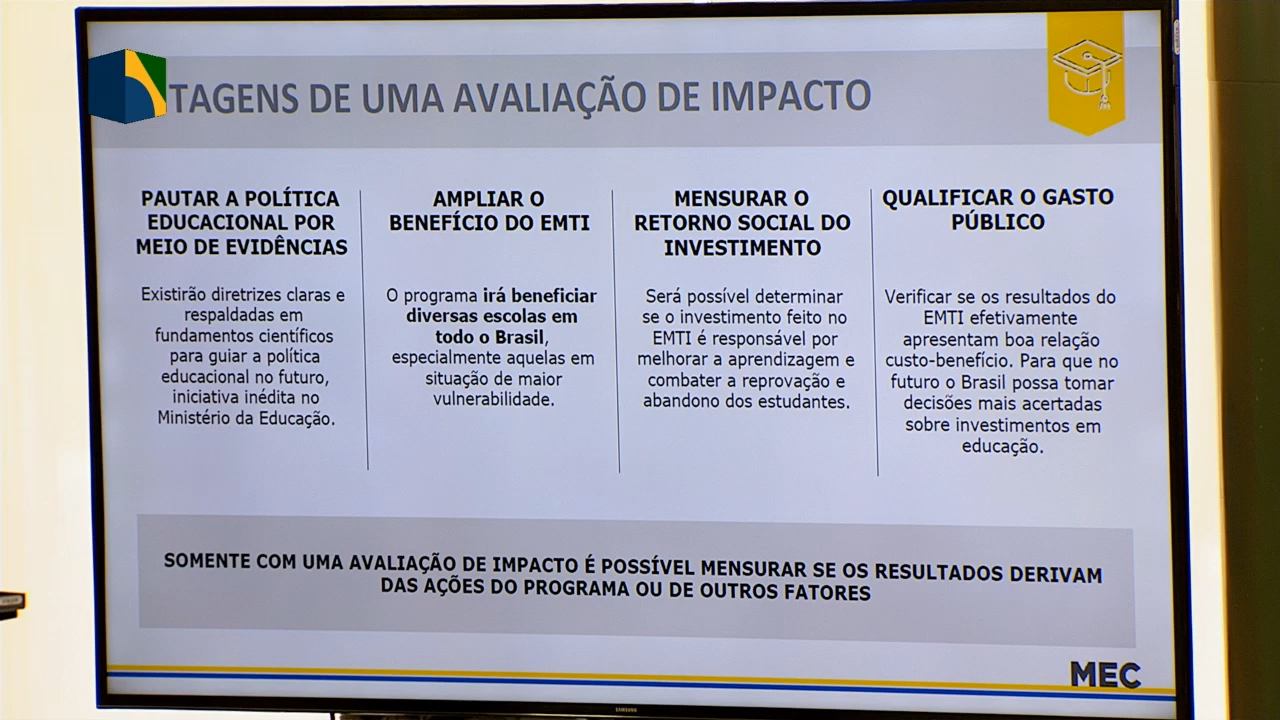 TAGENS DE UMA AVALIAÇÃO DE IMPACTO
PAUTAR A POLÍTICA
EDUCACIONAL POR
MEIO DE EVIDÊNCIAS
Existirão diretrizes claras e
respaldadas em
fundamentos científicos
para guiar a política
educacional no futuro,
iniciativa inédita no
Ministério da Educação.
AMPLIAR O
BENEFÍCIO DO EMTI
O programa irá beneficiar
diversas escolas em
todo o Brasil,
especialmente aquelas em
situação de maior
vulnerabilidade.
MENSURAR O
RETORNO SOCIAL DO
INVESTIMENTO
Será possível determinar
se o investimento feito no
EMTI é responsável por
melhorar a aprendizagem e
combater a reprovação e
abandono dos estudantes.
QUALIFICAR O GASTO
PÚBLICO
Verificar se os resultados do
EMTI efetivamente
apresentam boa relação
custo-benefício. Para que no
futuro o Brasil possa tomar
decisões mais acertadas
sobre investimentos em
educação.
SOMENTE COM UMA AVALIAÇÃO DE IMPACTO É POSSÍVEL MENSURAR SE OS RESULTADOS DERIVAM
DAS AÇÕES DO PROGRAMA OU DE OUTROS FATORES
MEC
SAMSUNG